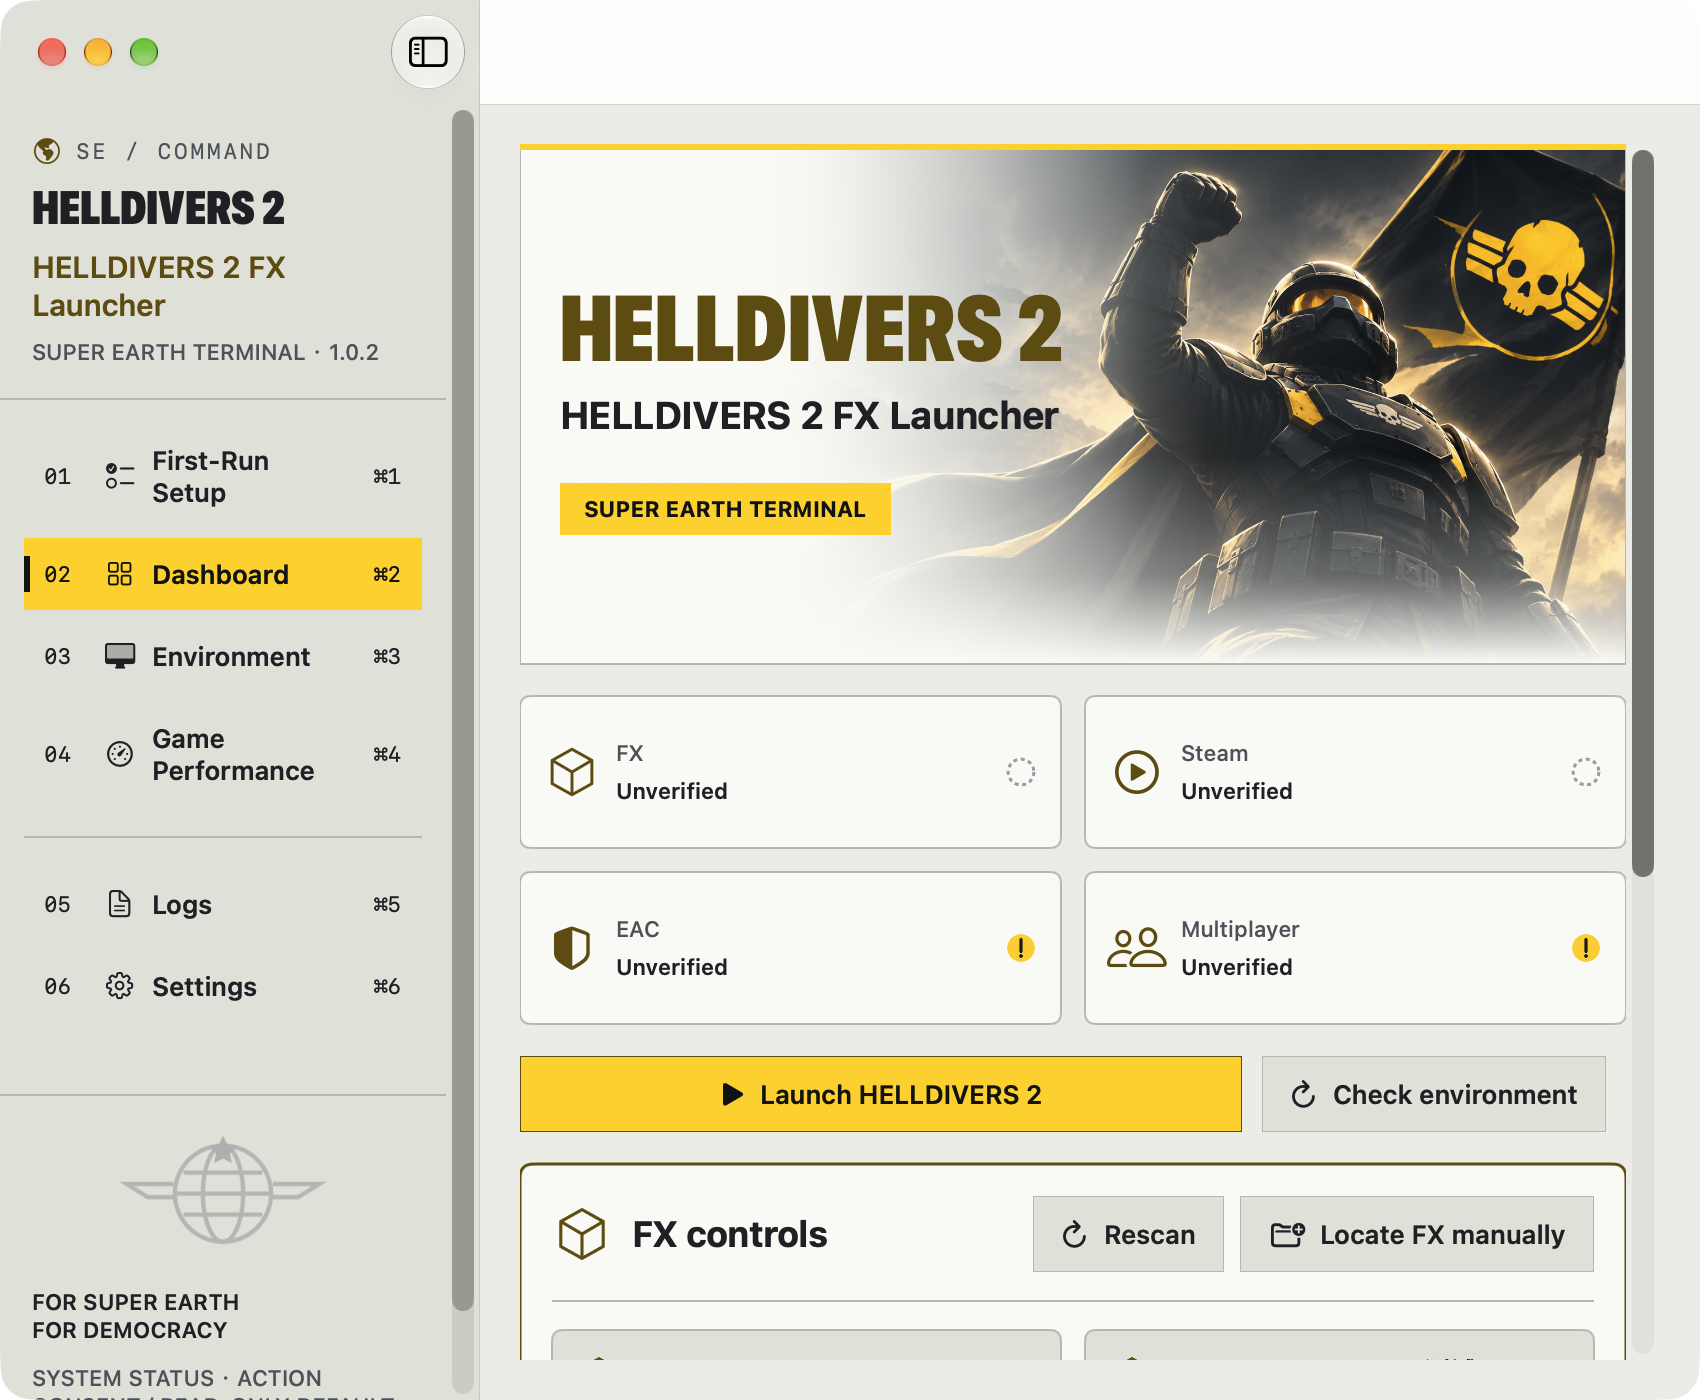 SE / COMMAND
HELLDIVERS 2
HELLDIVERS 2 FX
Launcher
SUPER EARTH TERMINAL · 1.0.2
01 First-Run
Setup ⌘1
02 Dashboard ⌘2
03 Environment ⌘3
04 Game
Performance ⌘4
05 Logs ⌘5
06 Settings ⌘6
FOR SUPER EARTH
FOR DEMOCRACY
SYSTEM STATUS · ACTION
HELLDIVERS 2
HELLDIVERS 2 FX Launcher
SUPER EARTH TERMINAL
FX
Unverified
Steam
Unverified
EAC
Unverified
Multiplayer
Unverified
Launch HELLDIVERS 2
Check environment
FX controls
Rescan
Locate FX manually